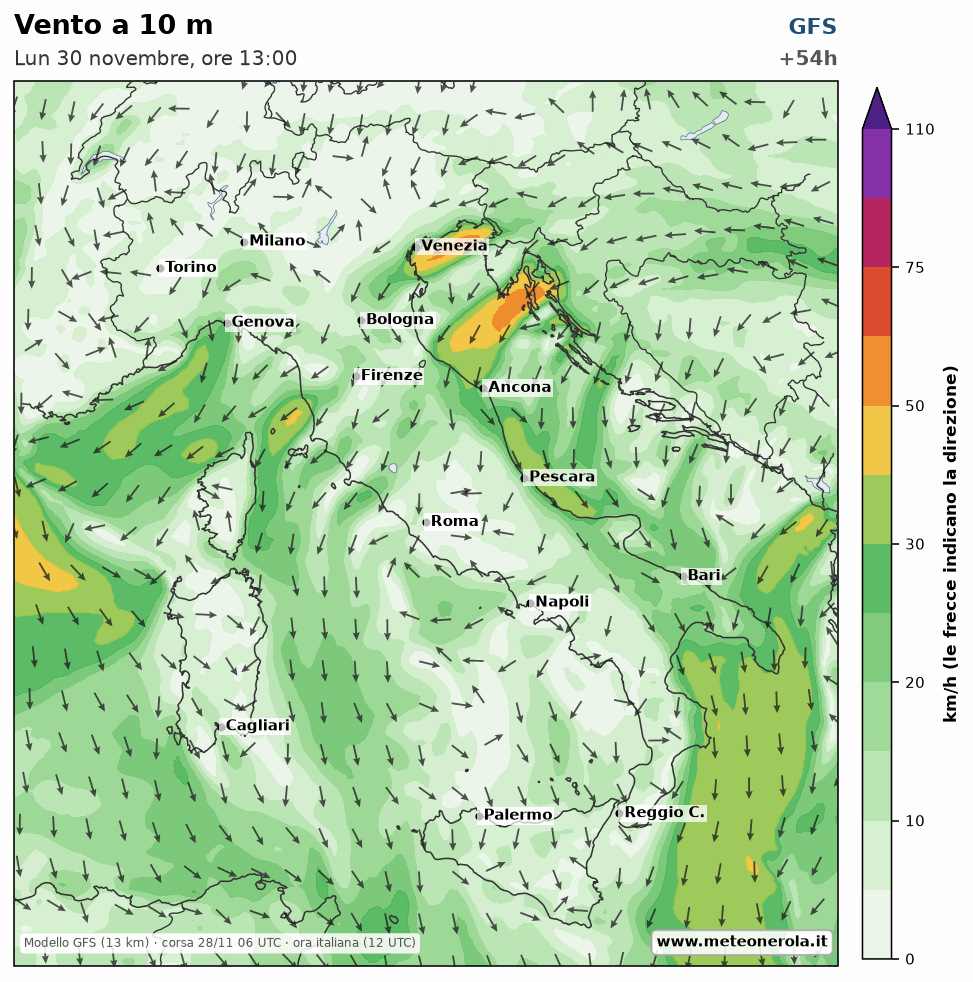 Vento a 10 m
GFS
Lun 30 novembre, ore 13:00
+54h
110
Venezia
Milano
Torino
75
Genova
Bologna
Firenze
Ancona
50
Pescara
Roma
30
Bari
Napoli
20
Cagliari
Palermo
Reggio C.
10
0
km/h (le frecce indicano la direzione)
Modello GFS (13 km) · corsa 28/11 06 UTC · ora italiana (12 UTC)
www.meteonerola.it